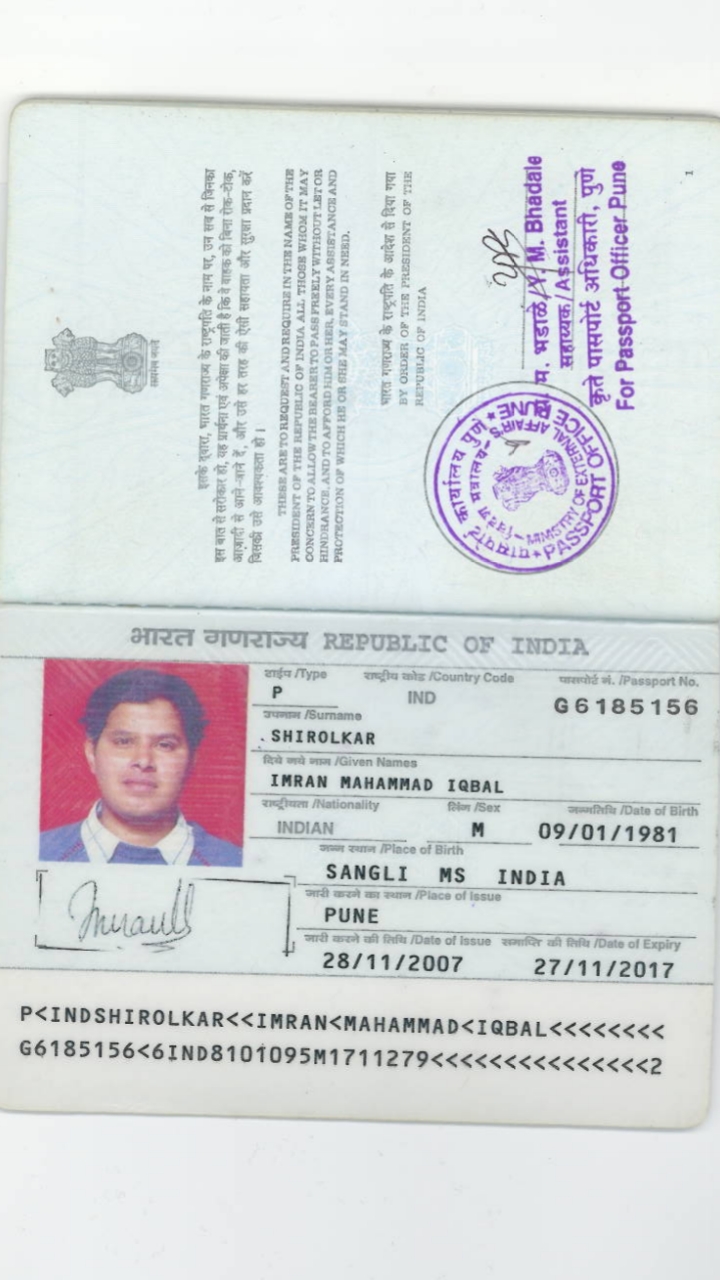 सत्यमेव जयते
इसके द्वारा, भारत गणराज्य के राष्ट्रपति के नाम पर, उन सब से जिनका
इस बात से सरोकार हो, यह प्रार्थना एवं अपेक्षा की जाती है कि वे वाहक को बिना रोक-टोक,
आज़ादी से आने-जाने दें, और उसे हर तरह की ऐसी सहायता और सुरक्षा प्रदान करें
जिसकी उसे आवश्यकता हो।
THESE ARE TO REQUEST AND REQUIRE IN THE NAME OF THE
PRESIDENT OF THE REPUBLIC OF INDIA ALL THOSE WHOM IT MAY
CONCERN TO ALLOW THE BEARER TO PASS FREELY WITHOUT LET OR
HINDRANCE, AND TO AFFORD HIM OR HER, EVERY ASSISTANCE AND
PROTECTION OF WHICH HE OR SHE MAY STAND IN NEED.
भारत गणराज्य के राष्ट्रपति के आदेश से दिया गया
BY ORDER OF THE PRESIDENT OF THE
REPUBLIC OF INDIA
पासपोर्ट कार्यालय पुणे
PASSPORT OFFICE PUNE
MINISTRY OF EXTERNAL AFFAIRS
म. भडाळे/ M. Bhadale
सहाय्यक/Assistant
कृते पासपोर्ट अधिकारी, पुणे
For Passport Officer Pune
1
भारत गणराज्य REPUBLIC OF INDIA
टाईप /Type राष्ट्रीय कोड /Country Code पासपोर्ट नं. /Passport No.
P IND G6185156
उपनाम /Surname
SHIROLKAR
दिये गये नाम /Given Names
IMRAN MAHAMMAD IQBAL
राष्ट्रीयता /Nationality लिंग /Sex जन्मतिथि /Date of Birth
INDIAN M 09/01/1981
जन्म स्थान /Place of Birth
SANGLI MS INDIA
जारी करने का स्थान /Place of Issue
PUNE
जारी करने की तिथि /Date of Issue समाप्ति की तिथि /Date of Expiry
28/11/2007 27/11/2017
P<INDSHIROLKAR<<IMRAN<MAHAMMAD<IQBAL<<<<<<<<
G6185156<6IND8101095M1711279<<<<<<<<<<<<<<<2